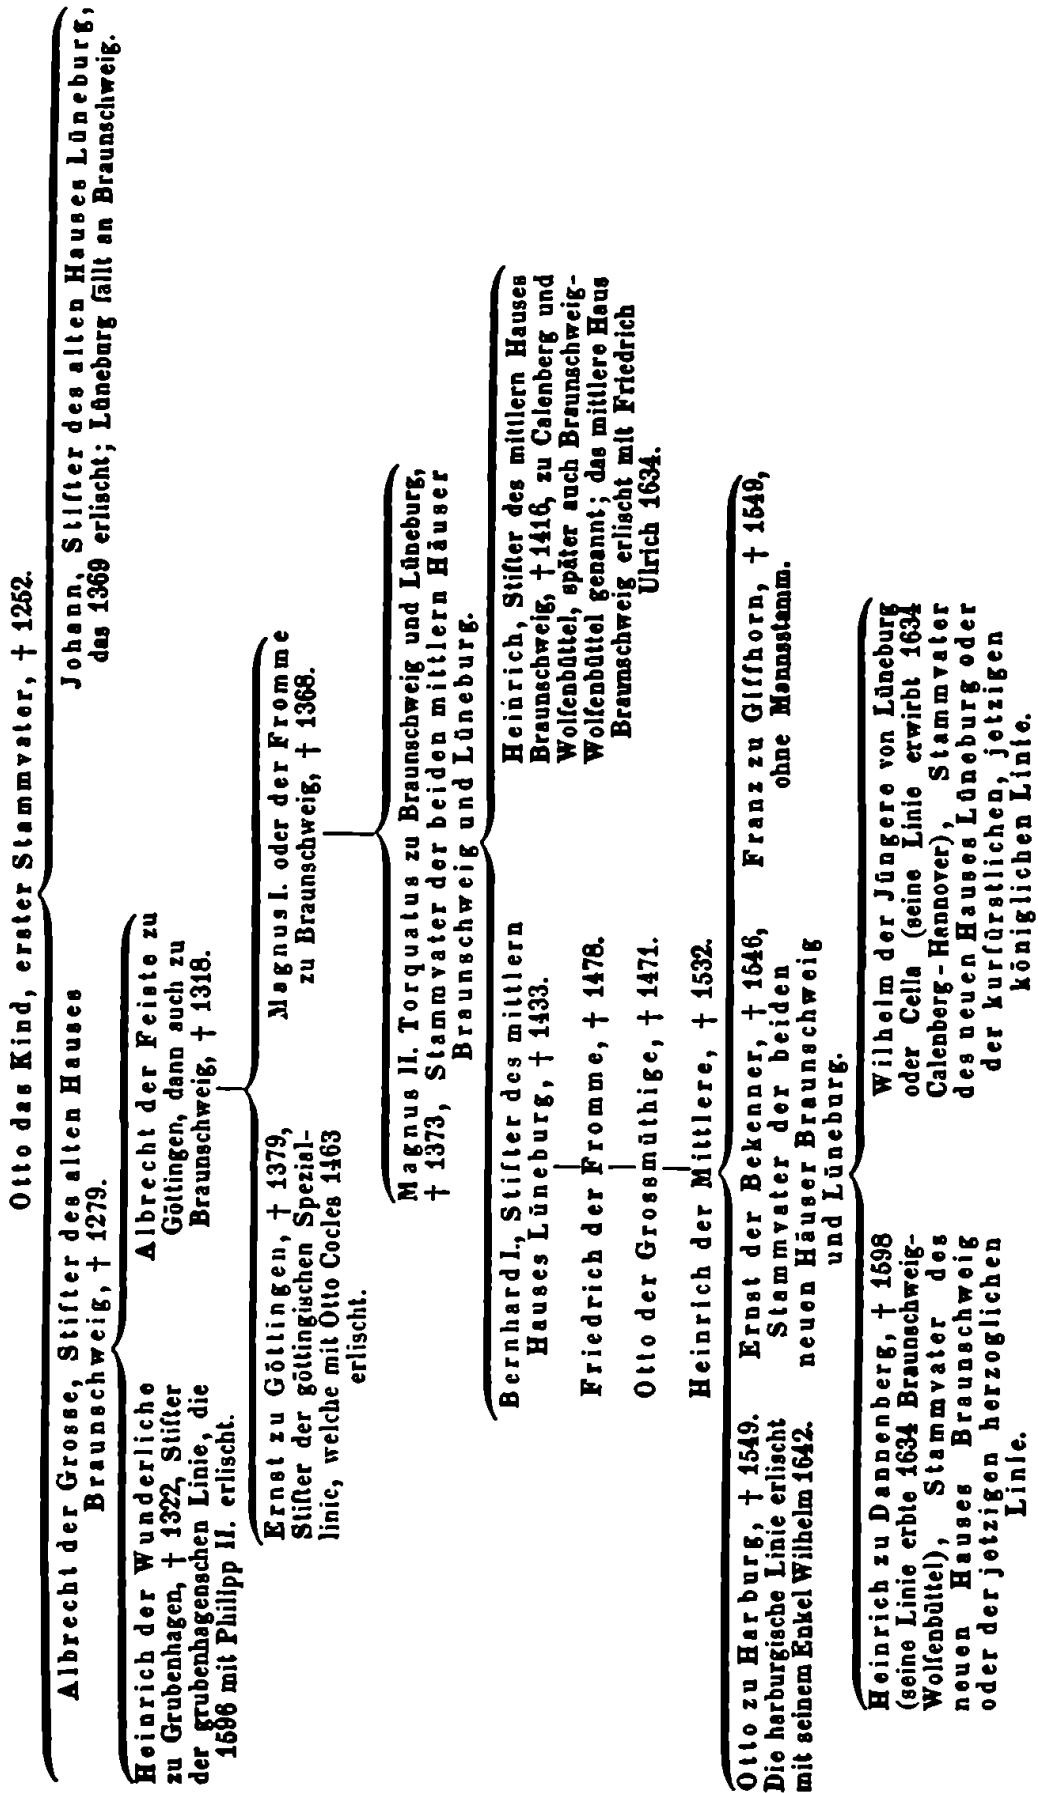 Otto das Kind, erster Stammvater, † 1252.
Albrecht der Grosse, Stifter des alten Hauses
Braunschweig, † 1279.
Johann, Stifter des alten Hauses Lüneburg,
das 1369 erlischt; Lüneburg fällt an Braunschweig.
Heinrich der Wunderliche
zu Grubenhagen, † 1322, Stifter
der grubenhagenschen Linie, die
1596 mit Philipp II. erlischt.
Albrecht der Feiste zu
Göttingen, dann auch zu
Braunschweig, † 1318.
Ernst zu Göttingen, † 1379,
Stifter der göttingischen Spezial-
linie, welche mit Otto Cocles 1463
erlischt.
Magnus I. oder der Fromme
zu Braunschweig, † 1368.
Magnus II. Torquatus zu Braunschweig und Lüneburg,
† 1373, Stammvater der beiden mittlern Häuser
Braunschweig und Lüneburg.
Bernhard I., Stifter des mittlern
Hauses Lüneburg, † 1433.
Heinrich, Stifter des mittlern Hauses
Braunschweig, † 1416, zu Calenberg und
Wolfenbüttel, später auch Braunschweig-
Wolfenbüttel genannt; das mittlere Haus
Braunschweig erlischt mit Friedrich
Ulrich 1634.
Friedrich der Fromme, † 1478.
Otto der Grossmüthige, † 1471.
Heinrich der Mittlere, † 1532.
Otto zu Harburg, † 1549.
Die harburgische Linie erlischt
mit seinem Enkel Wilhelm 1642.
Ernst der Bekenner, † 1546,
Stammvater der beiden
neuen Häuser Braunschweig
und Lüneburg.
Franz zu Giffhorn, † 1549,
ohne Mannsstamm.
Heinrich zu Dannenberg, † 1598
(seine Linie erbte 1634 Braunschweig-
Wolfenbüttel), Stammvater des
neuen Hauses Braunschweig
oder der jetzigen herzoglichen
Linie.
Wilhelm der Jüngere von Lüneburg
oder Cella (seine Linie erwirbt 1634
Calenberg-Hannover), Stammvater
des neuen Hauses Lüneburg oder
der kurfürstlichen, jetzigen
königlichen Linie.